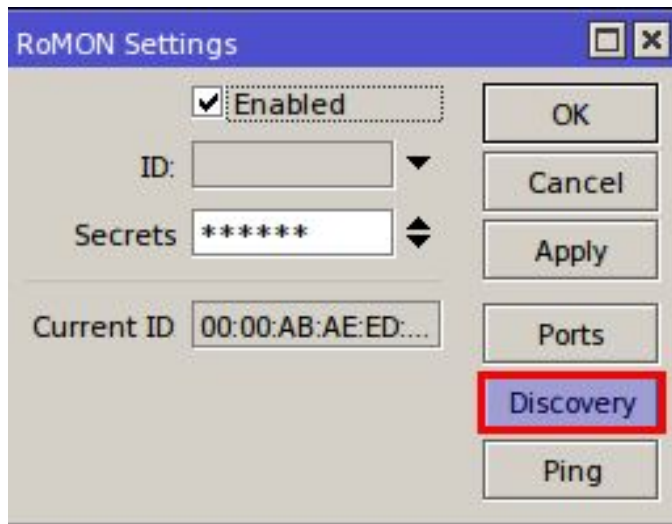 RoMON Settings
Enabled
OK
ID:
Cancel
Secrets ******
Apply
Current ID 00:00:AB:AE:ED:...
Ports
Discovery
Ping